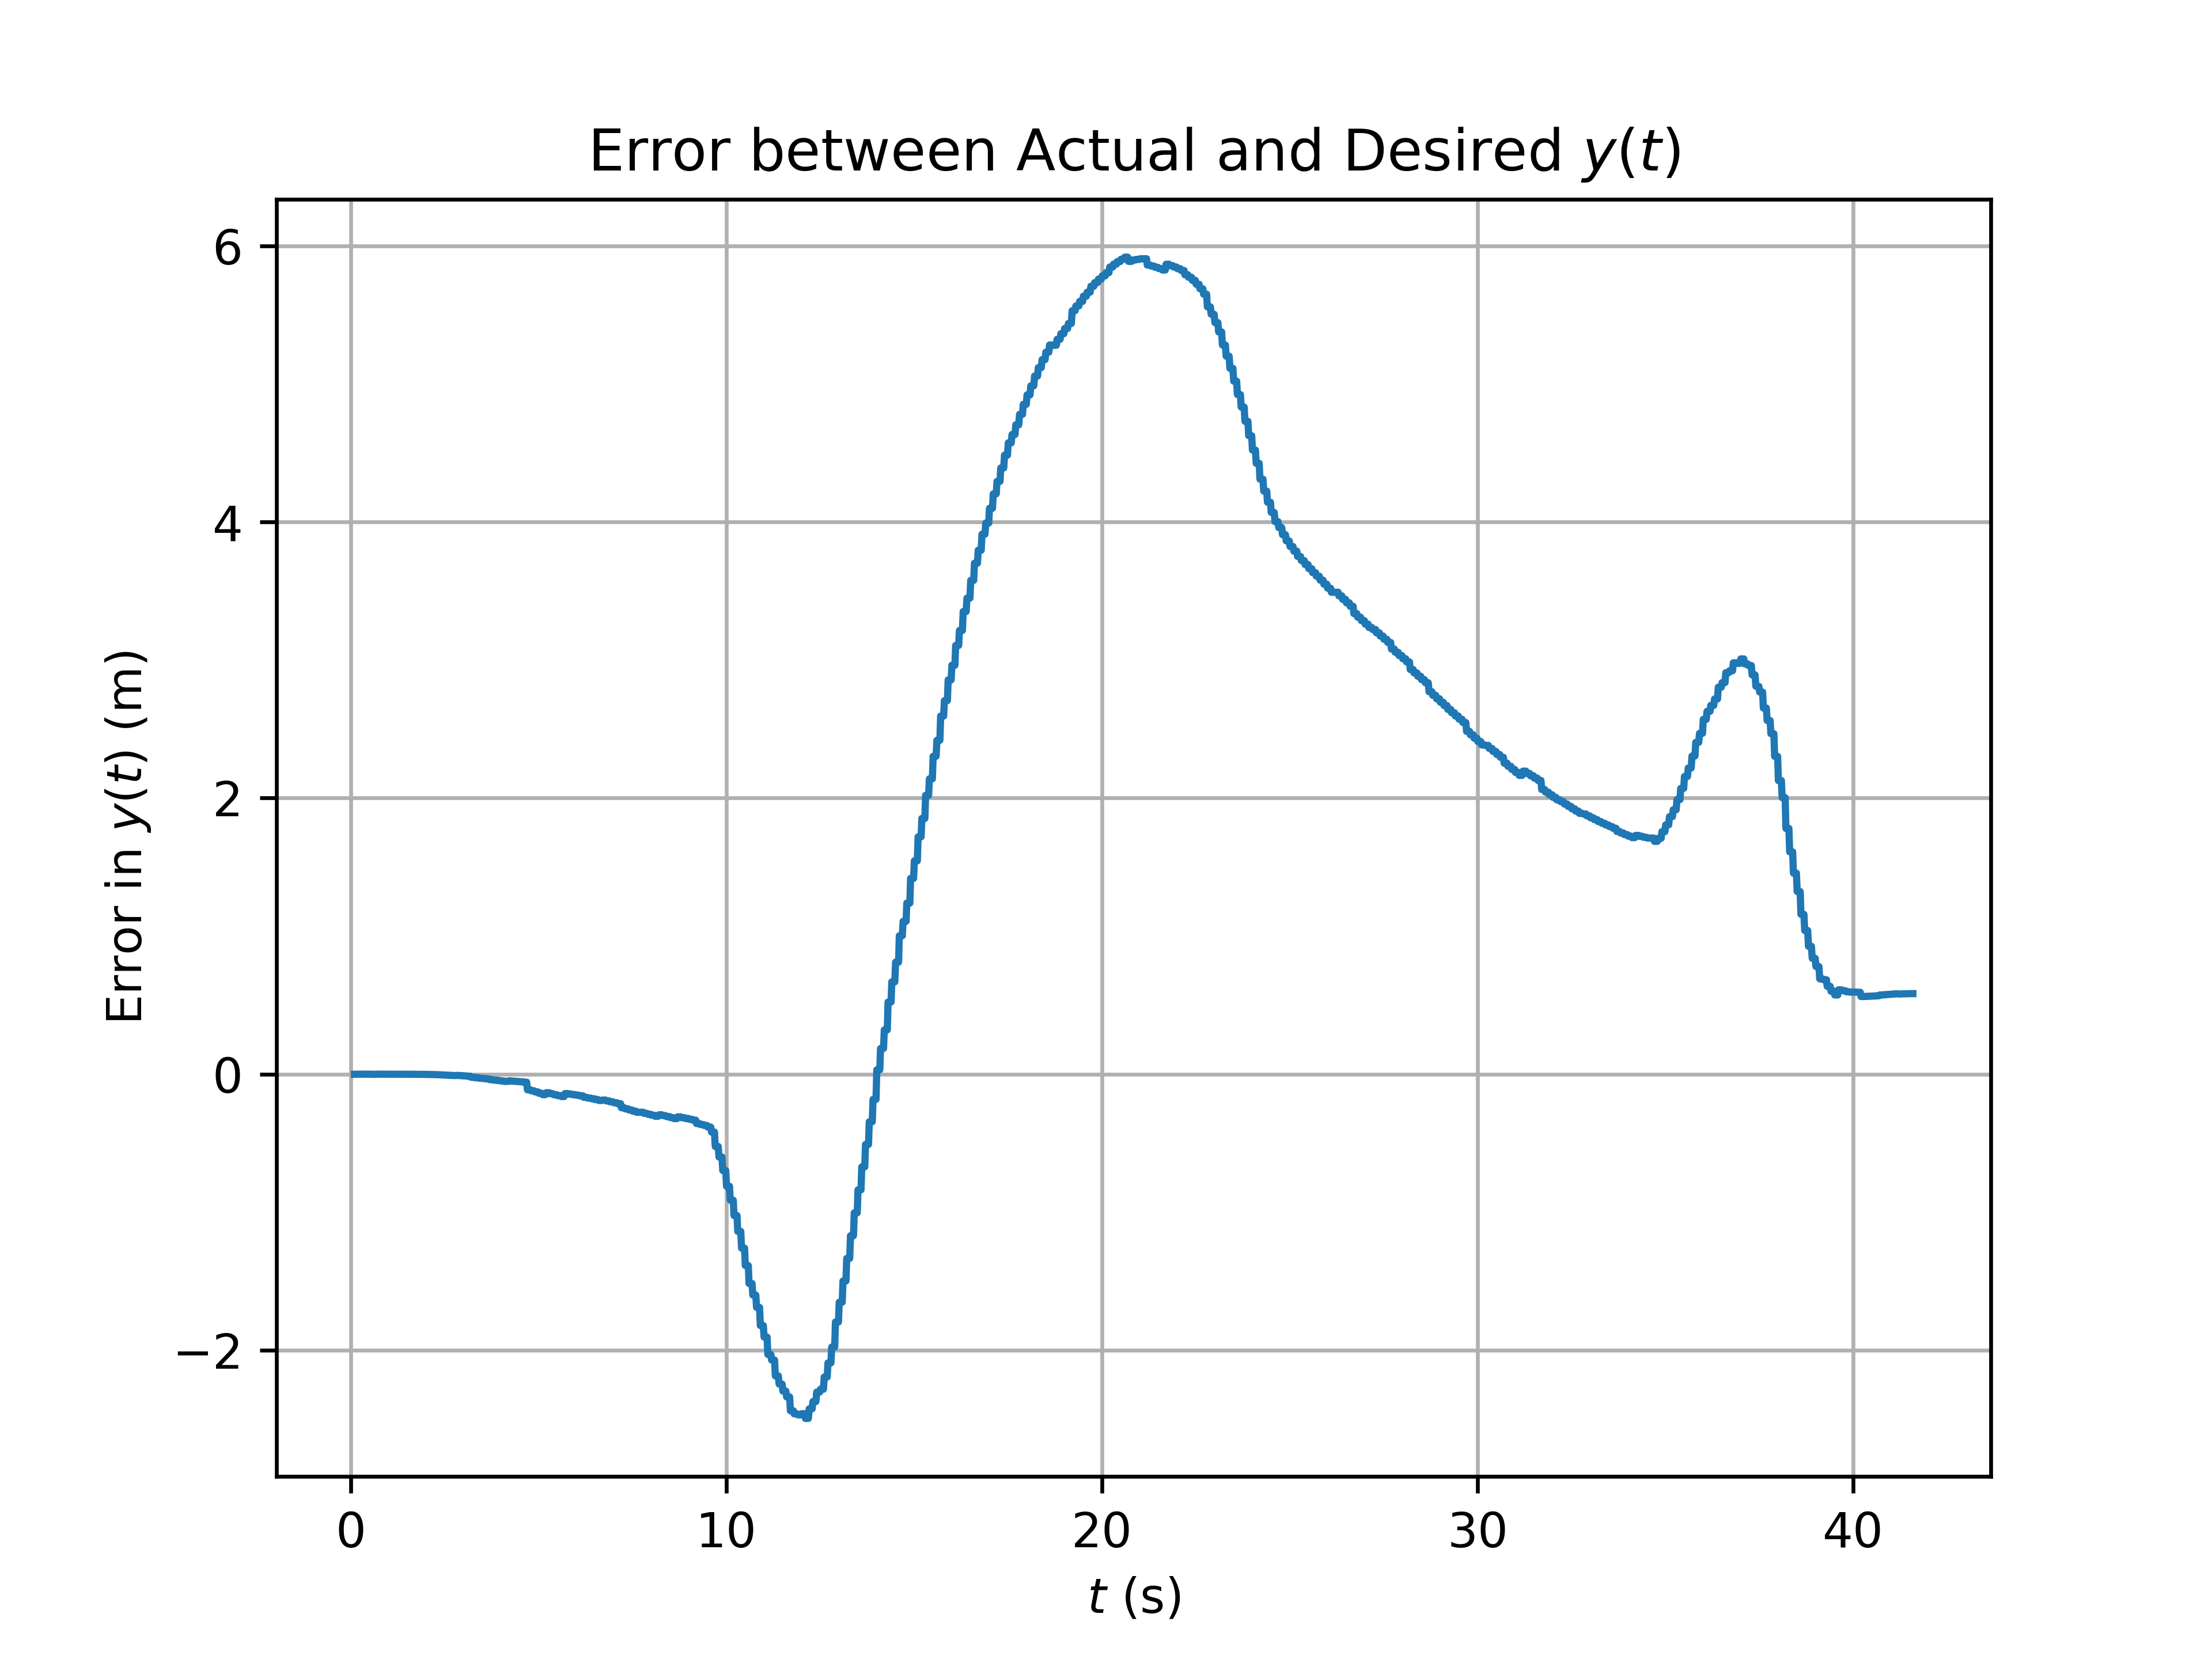 Error between Actual and Desired y(t)
Error in y(t) (m)
6
4
2
0
−2
0 10 20 30 40
t (s)